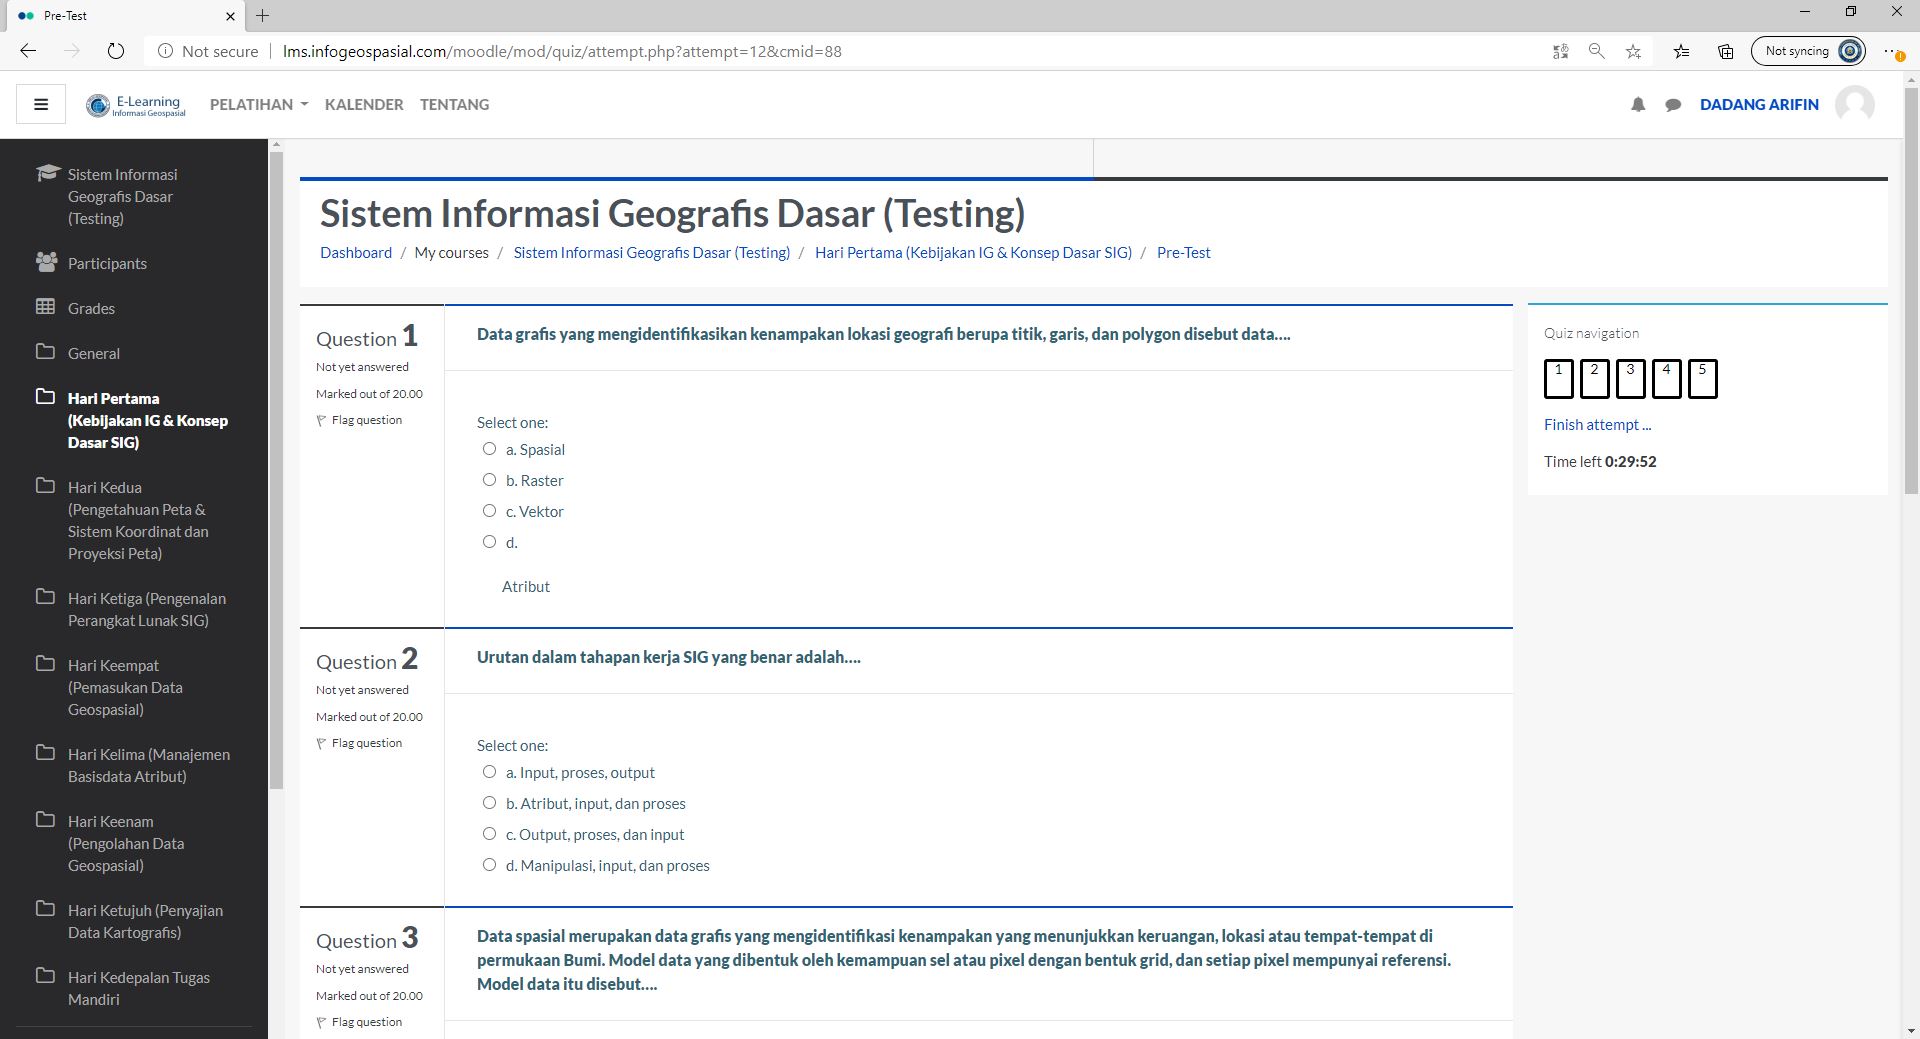 Pre-Test
Not secure
lms.infogeospasial.com/moodle/mod/quiz/attempt.php?attempt=12&cmid=88
Not syncing
E-Learning
Informasi Geospasial
PELATIHAN
KALENDER
TENTANG
DADANG ARIFIN
Sistem Informasi
Geografis Dasar
(Testing)
Participants
Grades
General
Hari Pertama
(Kebijakan IG & Konsep
Dasar SIG)
Hari Kedua
(Pengetahuan Peta &
Sistem Koordinat dan
Proyeksi Peta)
Hari Ketiga (Pengenalan
Perangkat Lunak SIG)
Hari Keempat
(Pemasukan Data
Geospasial)
Hari Kelima (Manajemen
Basisdata Atribut)
Hari Keenam
(Pengolahan Data
Geospasial)
Hari Ketujuh (Penyajian
Data Kartografis)
Hari Kedepalan Tugas
Mandiri
Sistem Informasi Geografis Dasar (Testing)
Dashboard / My courses / Sistem Informasi Geografis Dasar (Testing) / Hari Pertama (Kebijakan IG & Konsep Dasar SIG) / Pre-Test
Question 1
Not yet answered
Marked out of 20.00
Flag question
Data grafis yang mengidentifikasikan kenampakan lokasi geografi berupa titik, garis, dan polygon disebut data....
Select one:
a. Spasial
b. Raster
c. Vektor
d.
Atribut
Question 2
Not yet answered
Marked out of 20.00
Flag question
Urutan dalam tahapan kerja SIG yang benar adalah....
Select one:
a. Input, proses, output
b. Atribut, input, dan proses
c. Output, proses, dan input
d. Manipulasi, input, dan proses
Question 3
Not yet answered
Marked out of 20.00
Flag question
Data spasial merupakan data grafis yang mengidentifikasi kenampakan yang menunjukkan keruangan, lokasi atau tempat-tempat di
permukaan Bumi. Model data yang dibentuk oleh kemampuan sel atau pixel dengan bentuk grid, dan setiap pixel mempunyai referensi.
Model data itu disebut....
Quiz navigation
1 2 3 4 5
Finish attempt ...
Time left 0:29:52